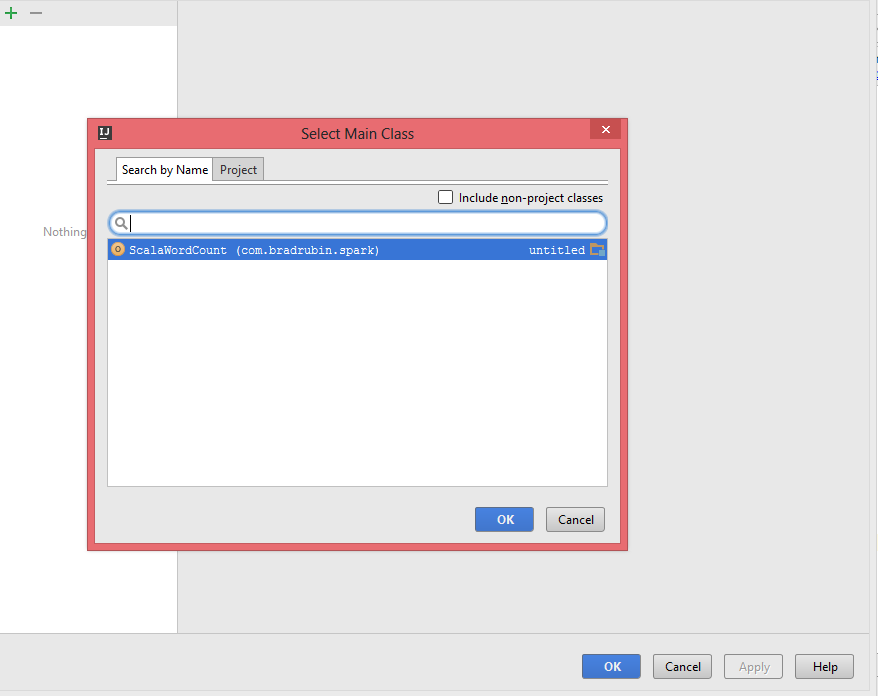 IJ
Select Main Class
Search by Name Project
Include non-project classes
Nothing
ScalaWordCount (com.bradrubin.spark) untitled
OK Cancel
OK Cancel Apply Help